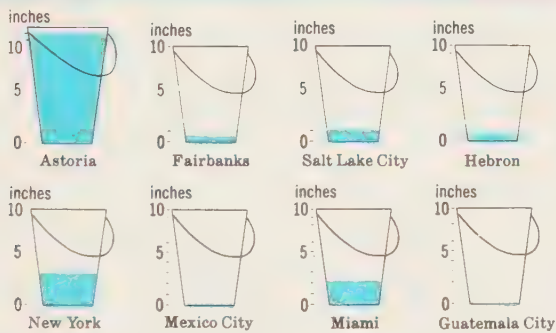 inches
10
5
0
Astoria
inches
10
5
0
Fairbanks
inches
10
5
0
Salt Lake City
inches
10
5
0
Hebron
inches
10
5
0
New York
inches
10
5
0
Mexico City
inches
10
5
0
Miami
inches
10
5
0
Guatemala City